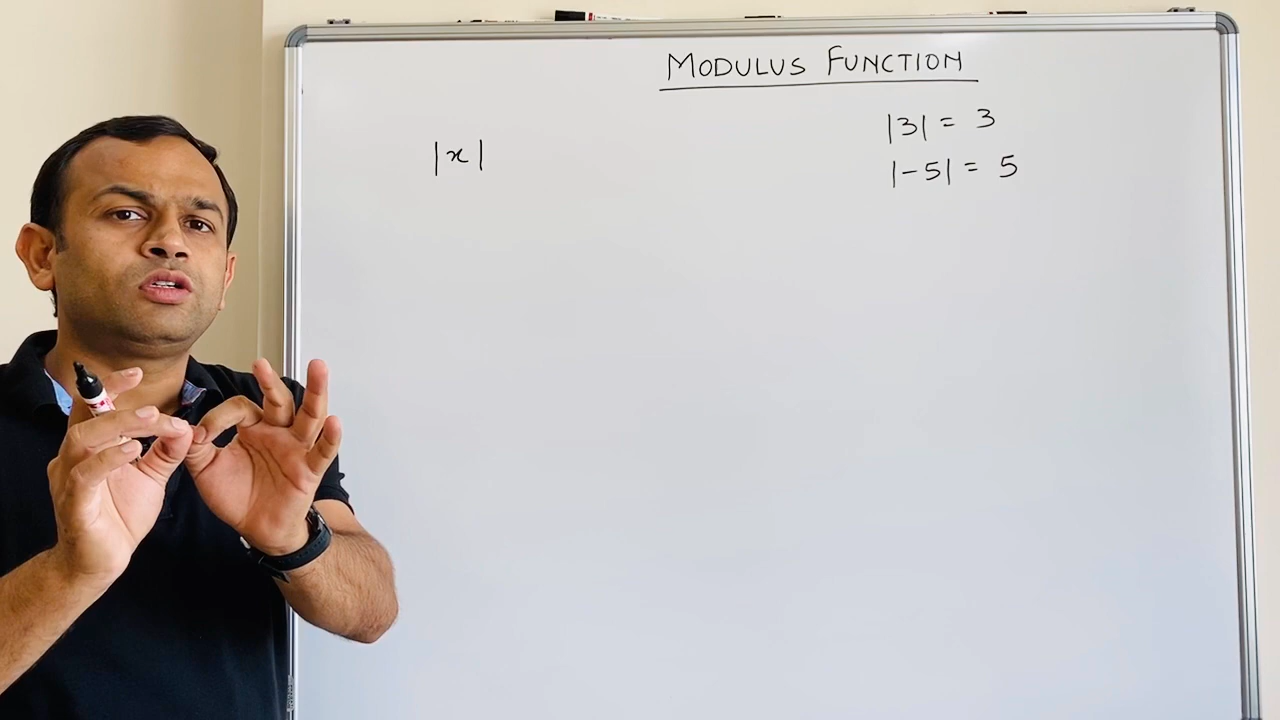 MODULUS FUNCTION
|x|
|3| = 3
|-5| = 5